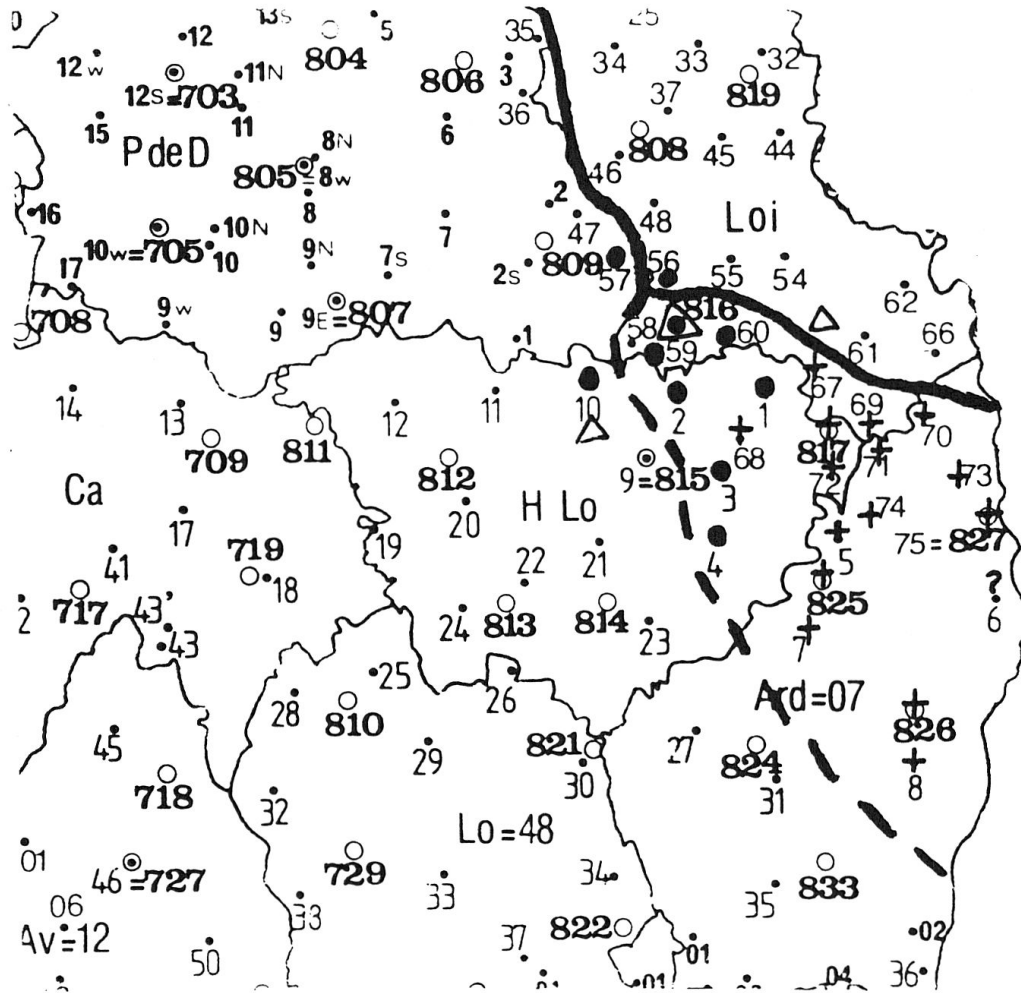 13s 5 35
12 804 34 33 32
12w 11N 806 3 819
12s=703 36 37
15 11 6 808 45 44
PdeD 8N
805=8w 46
16 8 2 48
10N 7 47 Loi
10w=705 10 9N 7s 2s 809 57 56 55 54
17 62
708 9w 9 9E=807 1 58 816 60 61 66
59
14 13 12 11 10 2 1 67 69 70
709 811 68 817 71
Ca 812 9=815 3 72 73
17 20 H Lo 74
41 719 19 22 21 4 5 75=827
717 18 825 ?
2 43' 24 813 814 23 6
43 7
25 26 Ard=07
28 810 826
45 29 821 27 824
718 30 31 8
32
Lo=48
01 46=727 729 33 34 35 833
06 33
Av=12 822 02
50 37 01 36
01 01 04